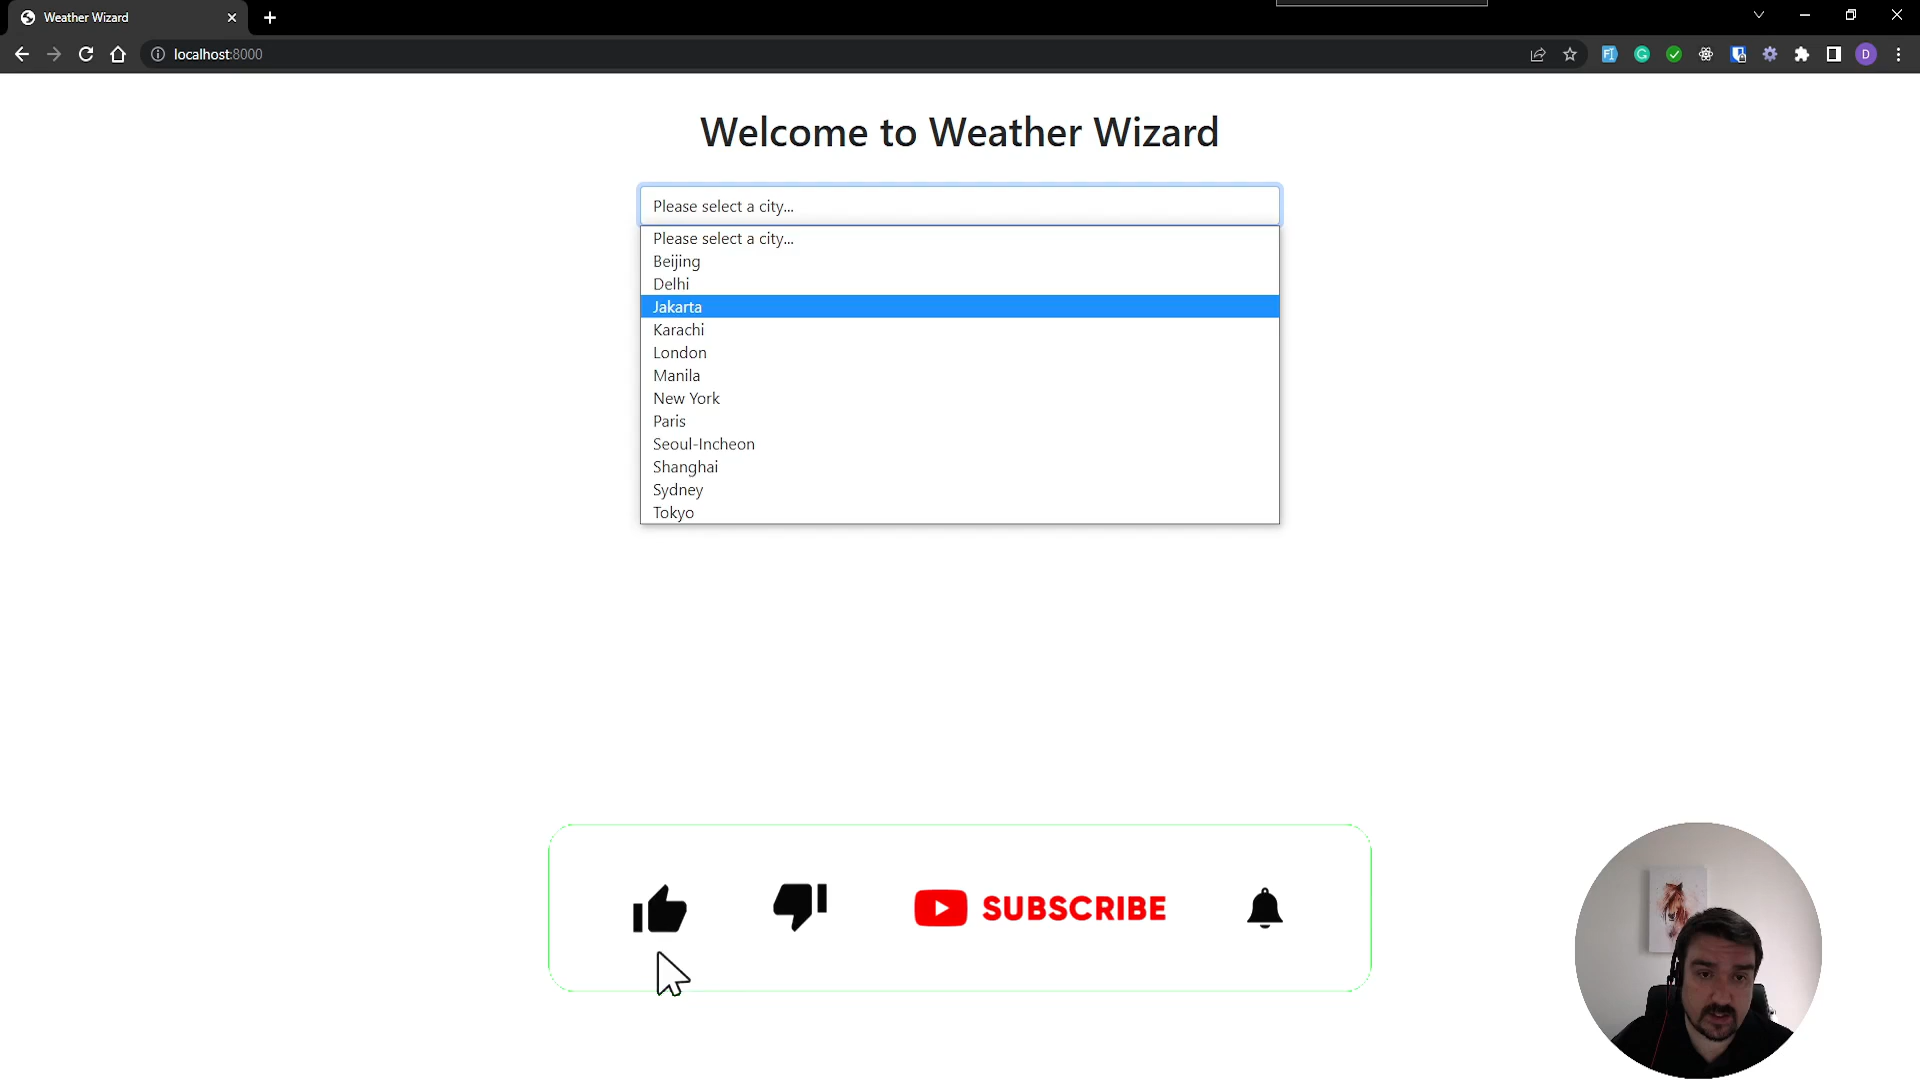 Weather Wizard
localhost:8000
D
Welcome to Weather Wizard
Please select a city...
Please select a city...
Beijing
Delhi
Jakarta
Karachi
London
Manila
New York
Paris
Seoul-Incheon
Shanghai
Sydney
Tokyo
SUBSCRIBE